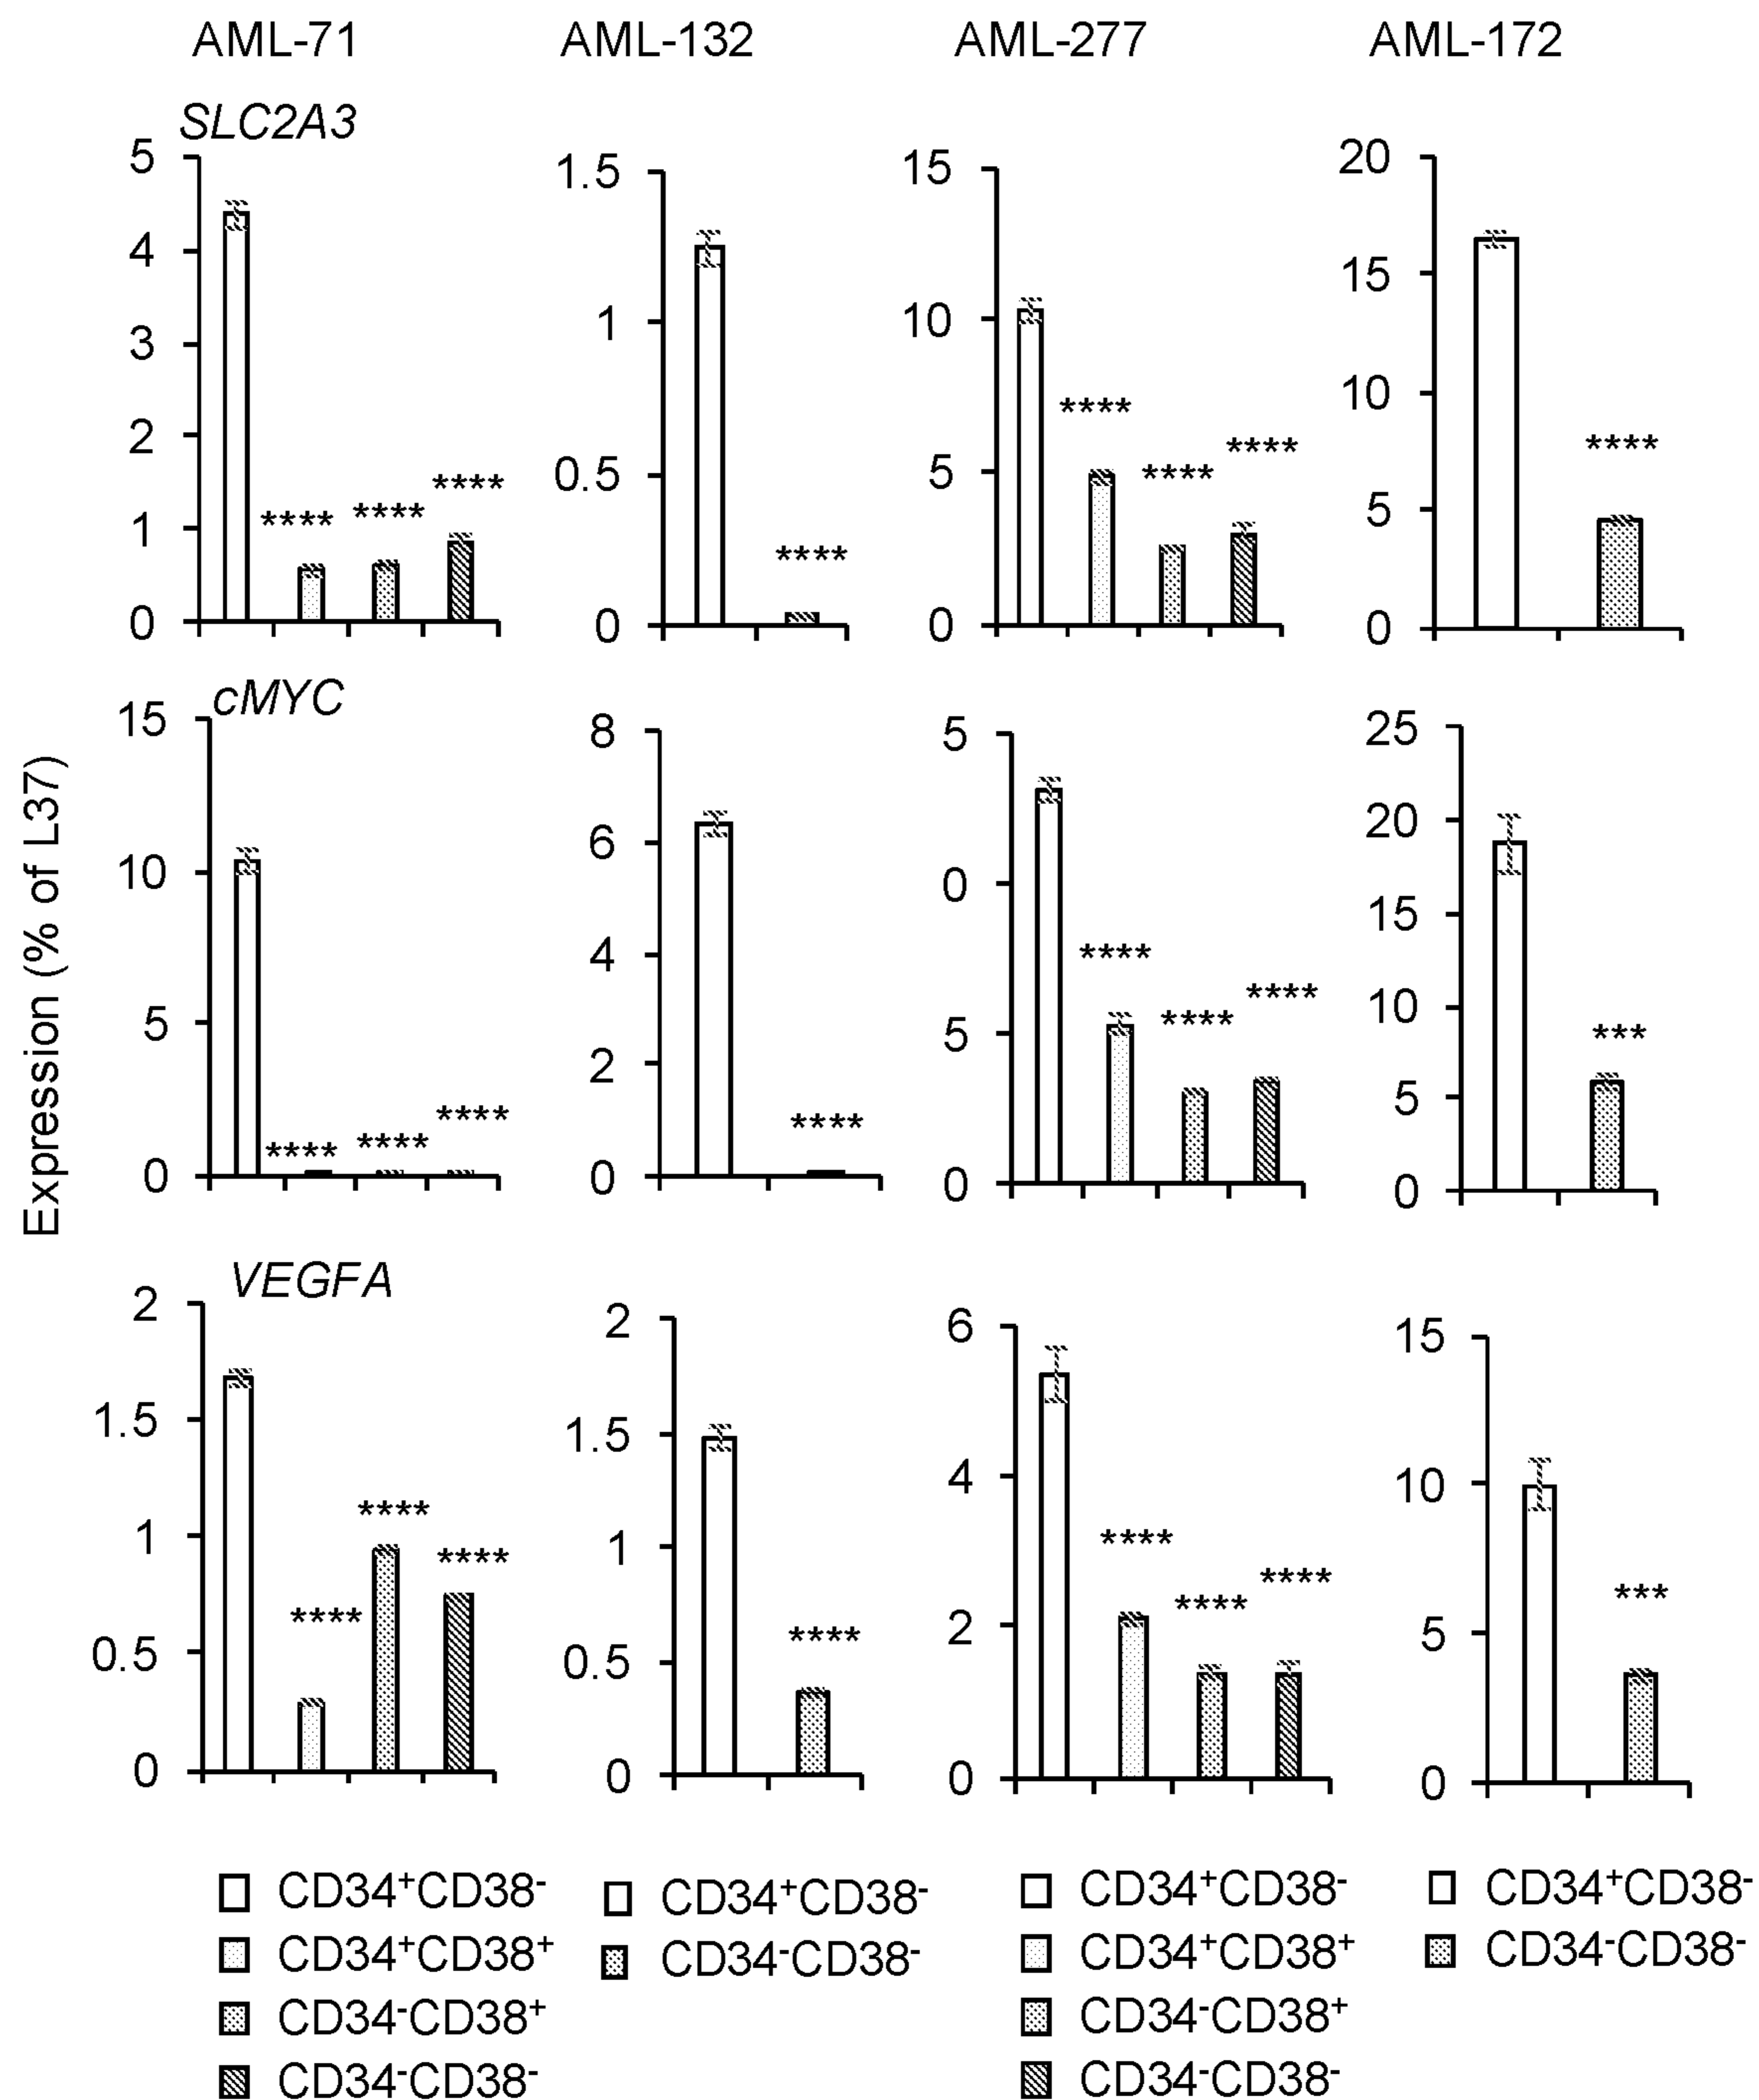 AML-71 AML-132 AML-277 AML-172
SLC2A3
5 4 3 2 1 0
**** **** ****
1.5 1 0.5 0
****
15 10 5 0
**** **** ****
20 15 10 5 0
****
Expression (% of L37)
cMYC
15 10 5 0
**** **** ****
8 6 4 2 0
****
5 0 5 0
**** **** ****
25 20 15 10 5 0
***
VEGFA
2 1.5 1 0.5 0
**** **** ****
2 1.5 1 0.5 0
****
6 4 2 0
**** **** ****
15 10 5 0
***
CD34⁺CD38⁻
CD34⁺CD38⁺
CD34⁻CD38⁺
CD34⁻CD38⁻
CD34⁺CD38⁻
CD34⁻CD38⁻
CD34⁺CD38⁻
CD34⁺CD38⁺
CD34⁻CD38⁺
CD34⁻CD38⁻
CD34⁺CD38⁻
CD34⁻CD38⁻